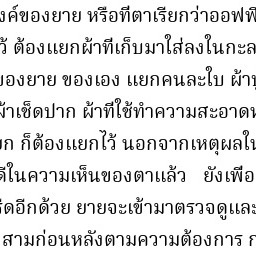 งค์ของยาย หรือที่ตาเรียกว่าออฟฟิ
ว้ ต้องแยกผ้าที่เก็บมาใส่ลงในกะล
ของยาย ของเอง แยกคนละใบ ผ้าปู
ผ้าเช็ดปาก ผ้าที่ใช้ทำความสะอาดห
ยก ก็ต้องแยกไว้ นอกจากเหตุผลใน
ดีในความเห็นของตาแล้ว ยังเพื่อ
ธิดอีกด้วย ยายจะเข้ามาตรวจดูแล
สามก่อนหลังตามความต้องการ ก